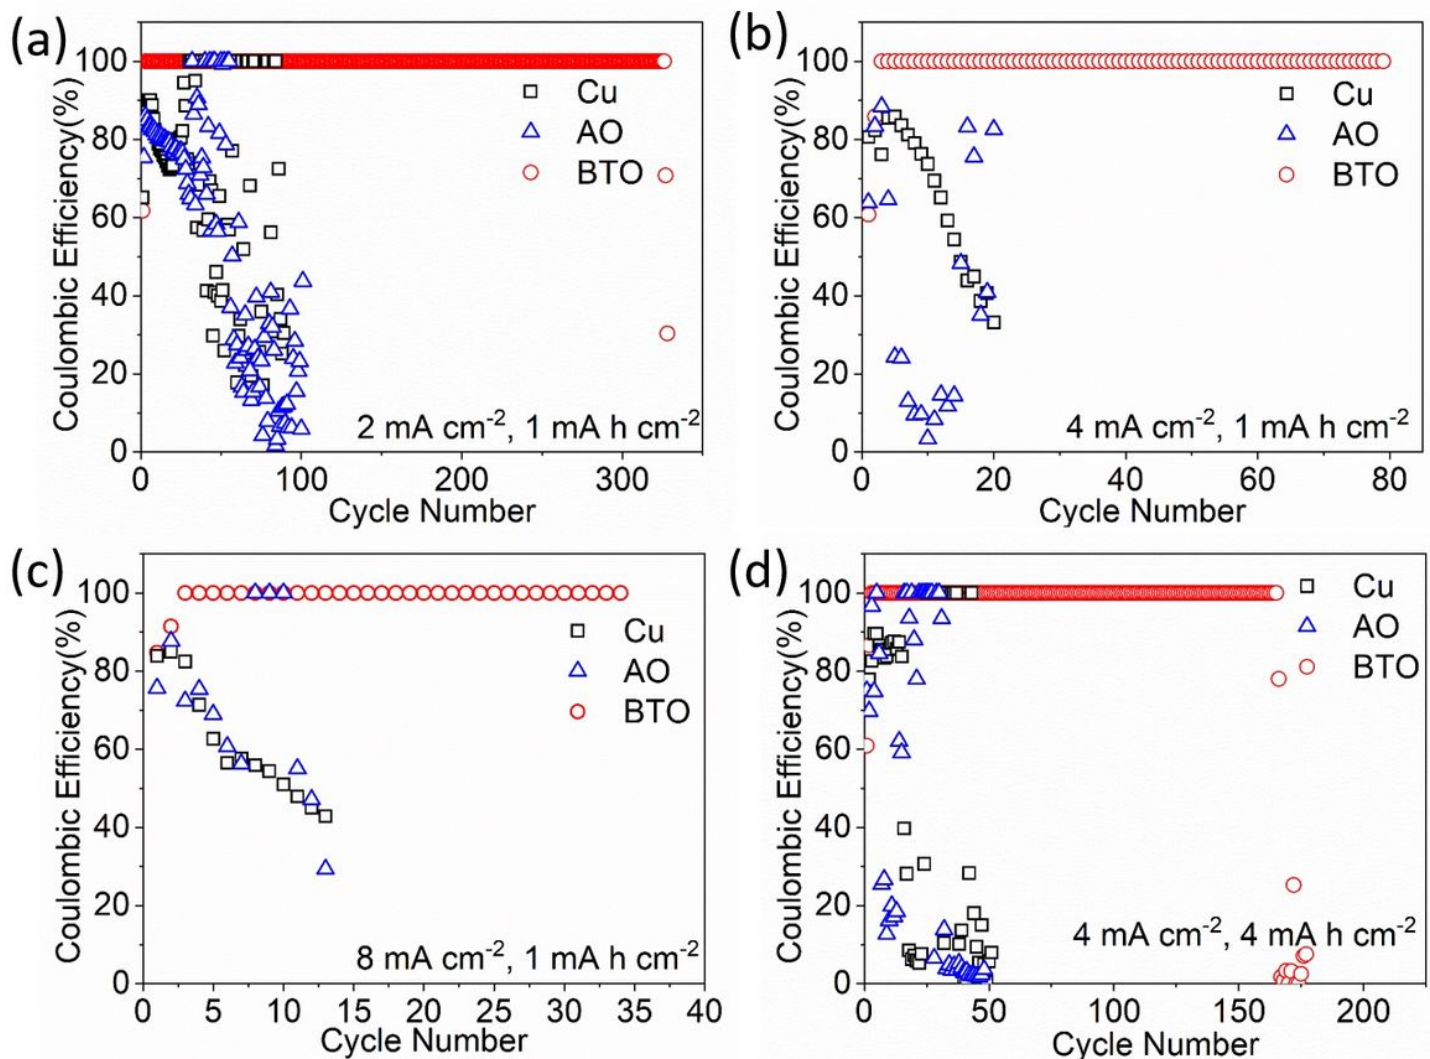 (a)
Coulombic Efficiency(%)
100
80
60
40
20
0
Cu
AO
BTO
2 mA cm⁻², 1 mA h cm⁻²
0 100 200 300
Cycle Number
(b)
Coulombic Efficiency(%)
100
80
60
40
20
0
Cu
AO
BTO
4 mA cm⁻², 1 mA h cm⁻²
0 20 40 60 80
Cycle Number
(c)
Coulombic Efficiency(%)
100
80
60
40
20
0
Cu
AO
BTO
8 mA cm⁻², 1 mA h cm⁻²
0 5 10 15 20 25 30 35 40
Cycle Number
(d)
Coulombic Efficiency(%)
100
80
60
40
20
0
Cu
AO
BTO
4 mA cm⁻², 4 mA h cm⁻²
0 50 100 150 200
Cycle Number